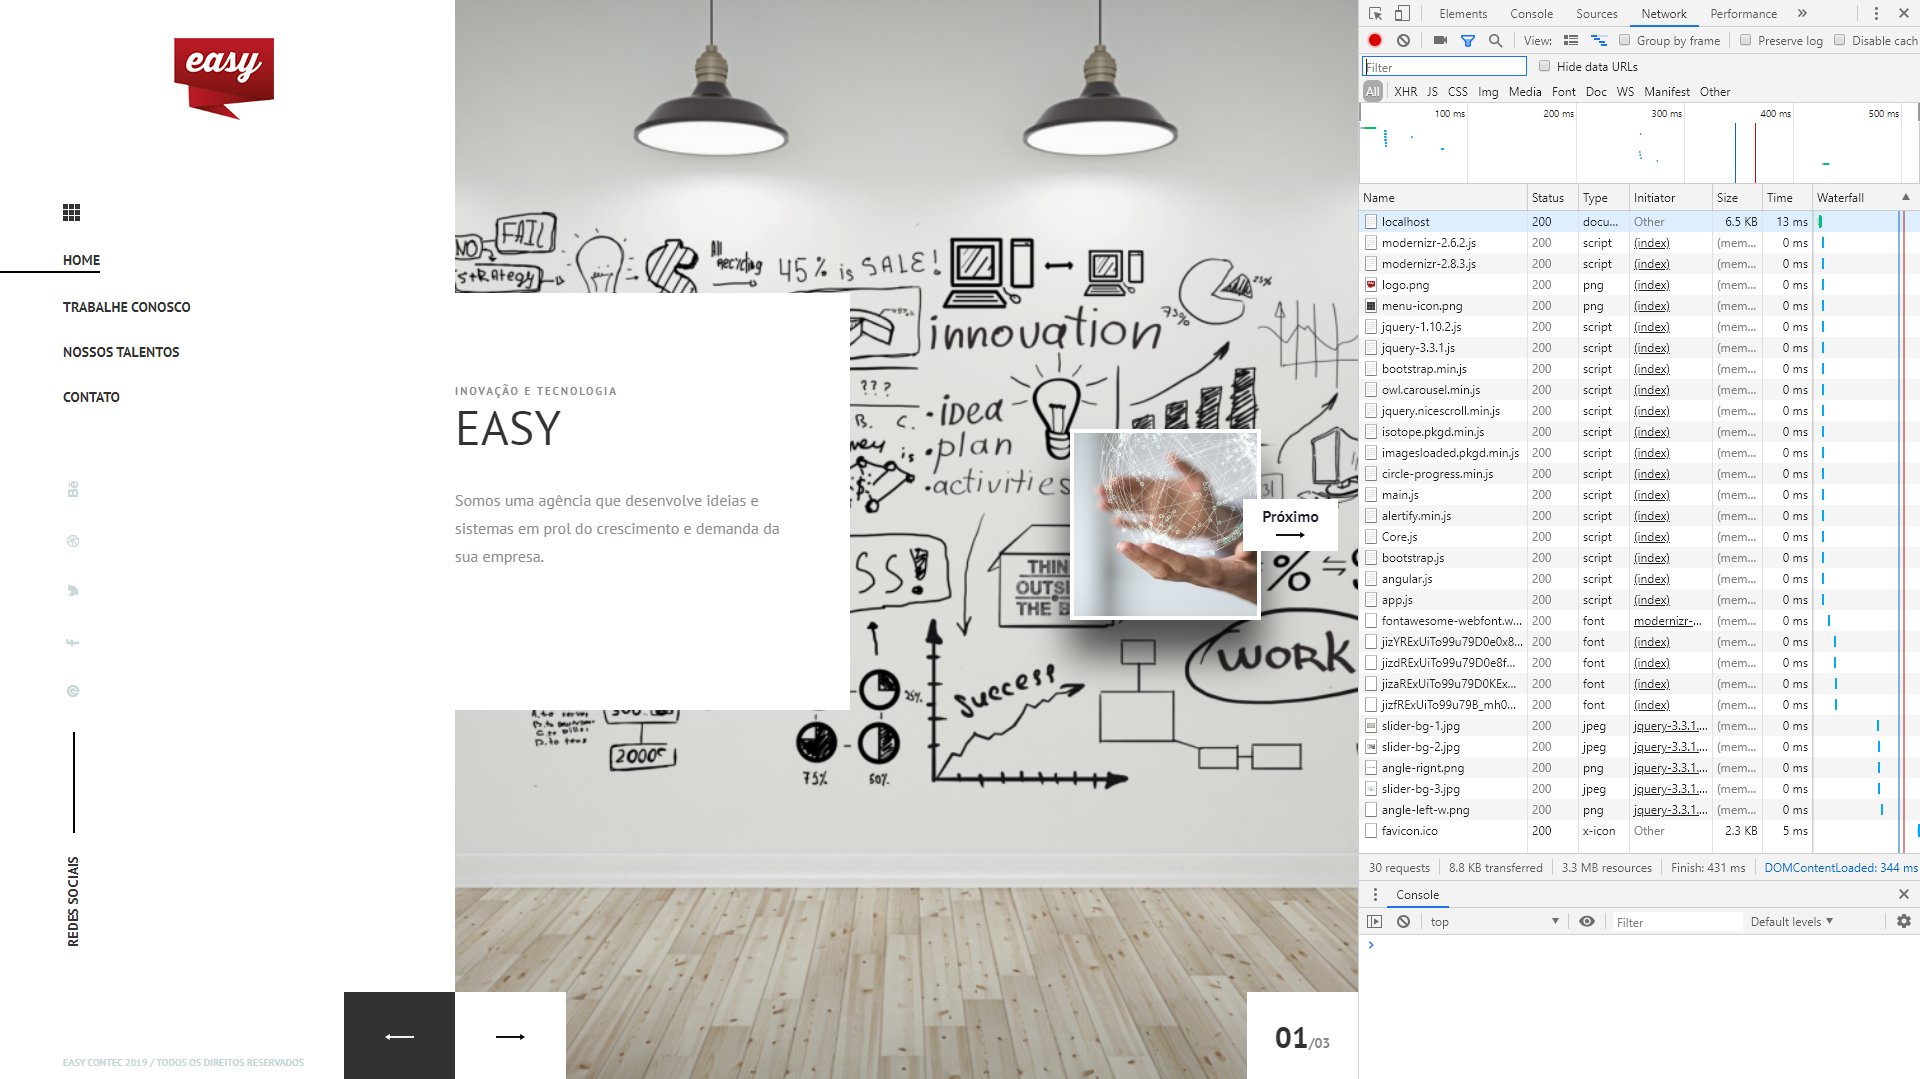 easy
HOME
TRABALHE CONOSCO
NOSSOS TALENTOS
CONTATO
REDES SOCIAIS
EASY CONTEC 2019 / TODOS OS DIREITOS RESERVADOS
NO
FAIL
STRATEGY
All Recycling
45% is SALE!
innovation
75%
25%
INOVAÇÃO E TECNOLOGIA
EASY
Somos uma agência que desenvolve ideias e
sistemas em prol do crescimento e demanda da
sua empresa.
???
B. C.
is
•idea
•plan
•activities
Próximo
THIN
OUTSI
THE B
SS!
%
WORK
success
25%
75%
50%
2000€
01/03
Elements Console Sources Network Performance »
View: Group by frame Preserve log Disable cach
Filter Hide data URLs
All XHR JS CSS Img Media Font Doc WS Manifest Other
100 ms 200 ms 300 ms 400 ms 500 ms
Name Status Type Initiator Size Time Waterfall
localhost 200 docu... Other 6.5 KB 13 ms
modernizr-2.6.2.js 200 script (index) (mem... 0 ms
modernizr-2.8.3.js 200 script (index) (mem... 0 ms
logo.png 200 png (index) (mem... 0 ms
menu-icon.png 200 png (index) (mem... 0 ms
jquery-1.10.2.js 200 script (index) (mem... 0 ms
jquery-3.3.1.js 200 script (index) (mem... 0 ms
bootstrap.min.js 200 script (index) (mem... 0 ms
owl.carousel.min.js 200 script (index) (mem... 0 ms
jquery.nicescroll.min.js 200 script (index) (mem... 0 ms
isotope.pkgd.min.js 200 script (index) (mem... 0 ms
imagesloaded.pkgd.min.js 200 script (index) (mem... 0 ms
circle-progress.min.js 200 script (index) (mem... 0 ms
main.js 200 script (index) (mem... 0 ms
alertify.min.js 200 script (index) (mem... 0 ms
Core.js 200 script (index) (mem... 0 ms
bootstrap.js 200 script (index) (mem... 0 ms
angular.js 200 script (index) (mem... 0 ms
app.js 200 script (index) (mem... 0 ms
fontawesome-webfont.w... 200 font modernizr-... (mem... 0 ms
jizYRExUiTo99u79D0e0x8... 200 font (index) (mem... 0 ms
jizdRExUiTo99u79D0e8f... 200 font (index) (mem... 0 ms
jizaRExUiTo99u79D0KEx... 200 font (index) (mem... 0 ms
jizfRExUiTo99u79B_mh0... 200 font (index) (mem... 0 ms
slider-bg-1.jpg 200 jpeg jquery-3.3.1.... (mem... 0 ms
slider-bg-2.jpg 200 jpeg jquery-3.3.1.... (mem... 0 ms
angle-rignt.png 200 png jquery-3.3.1.... (mem... 0 ms
slider-bg-3.jpg 200 jpeg jquery-3.3.1.... (mem... 0 ms
angle-left-w.png 200 png jquery-3.3.1.... (mem... 0 ms
favicon.ico 200 x-icon Other 2.3 KB 5 ms
30 requests 8.8 KB transferred 3.3 MB resources Finish: 431 ms DOMContentLoaded: 344 ms
Console
top Filter Default levels